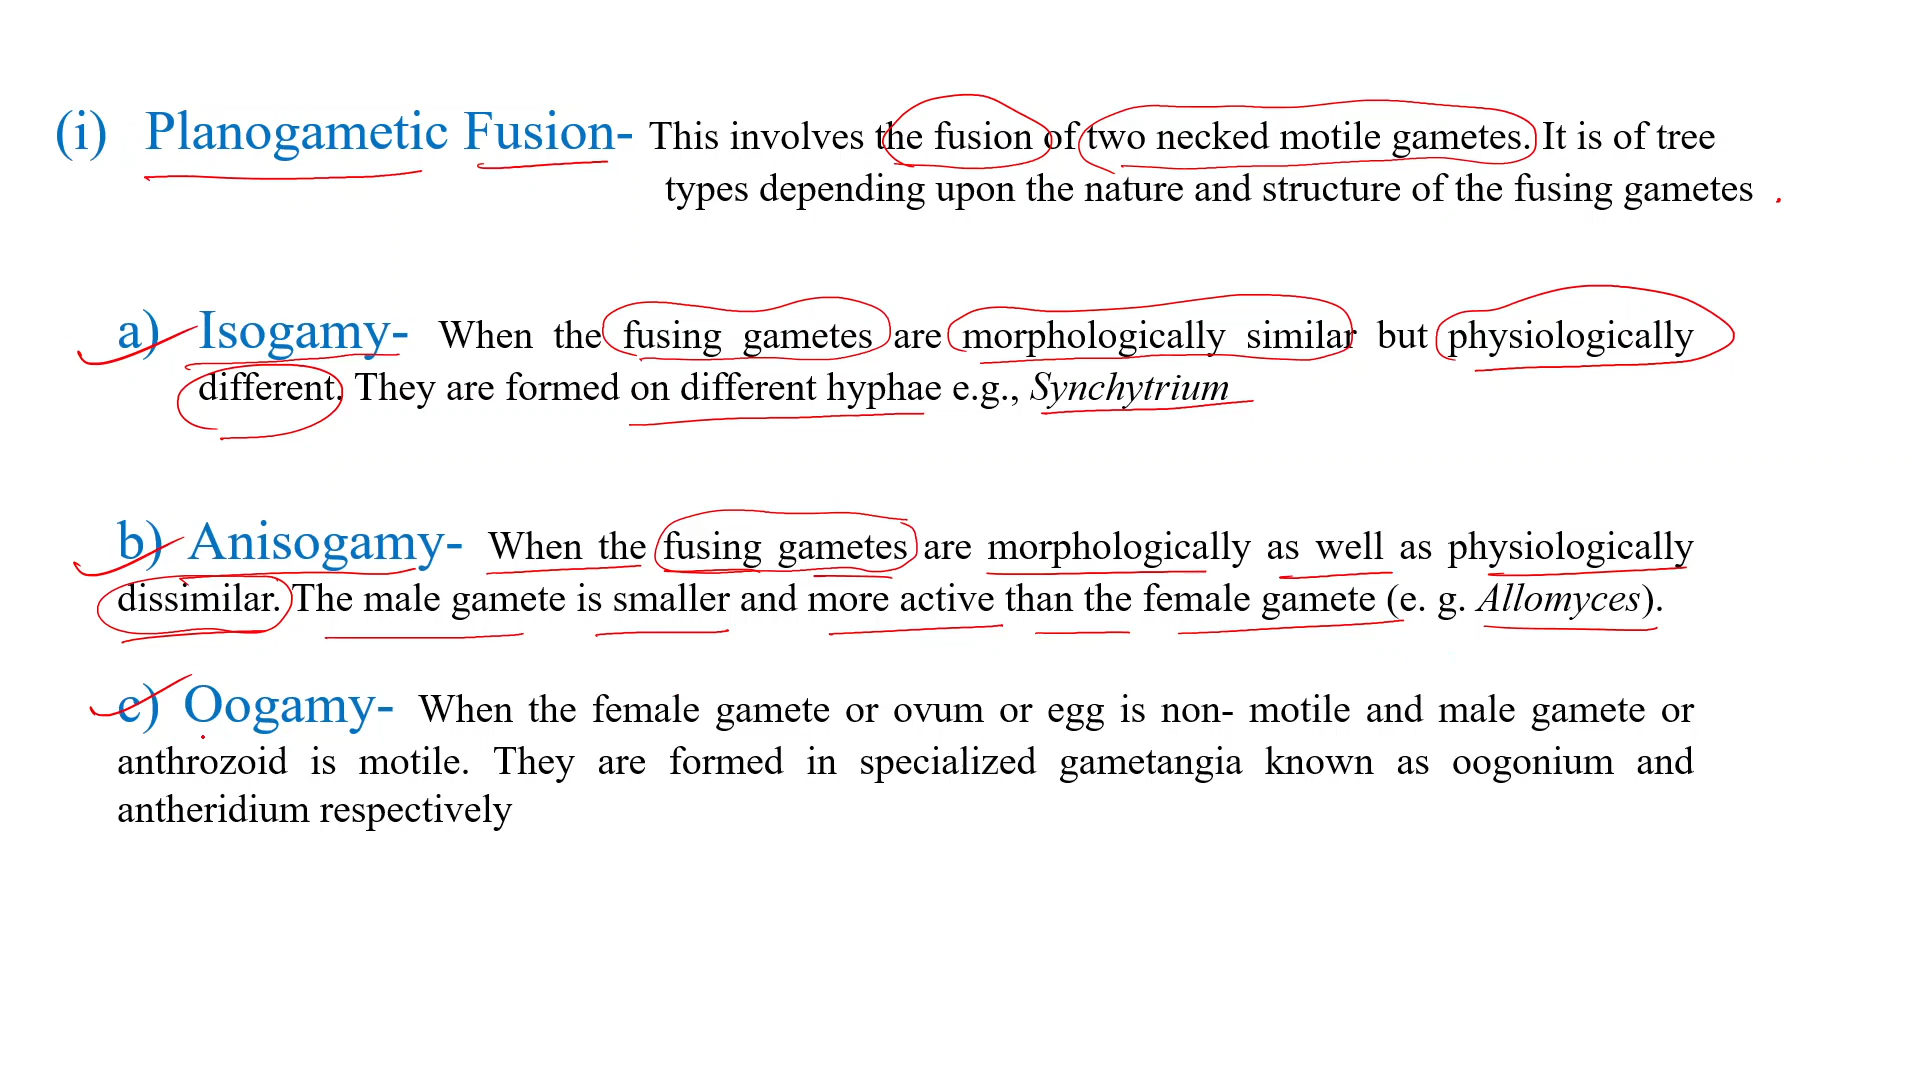 (i) Planogametic Fusion- This involves the fusion of two necked motile gametes. It is of tree
types depending upon the nature and structure of the fusing gametes
a) Isogamy- When the fusing gametes are morphologically similar but physiologically
different. They are formed on different hyphae e.g., Synchytrium
b) Anisogamy- When the fusing gametes are morphologically as well as physiologically
dissimilar. The male gamete is smaller and more active than the female gamete (e. g. Allomyces).
c) Oogamy- When the female gamete or ovum or egg is non- motile and male gamete or
anthrozoid is motile. They are formed in specialized gametangia known as oogonium and
antheridium respectively